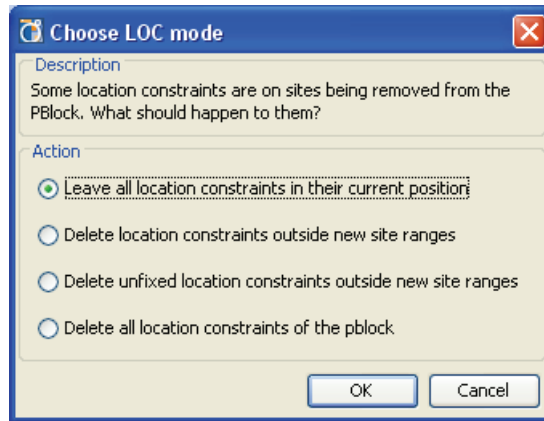 Choose LOC mode
Description
Some location constraints are on sites being removed from the
PBlock. What should happen to them?
Action
Leave all location constraints in their current position
Delete location constraints outside new site ranges
Delete unfixed location constraints outside new site ranges
Delete all location constraints of the pblock
OK Cancel